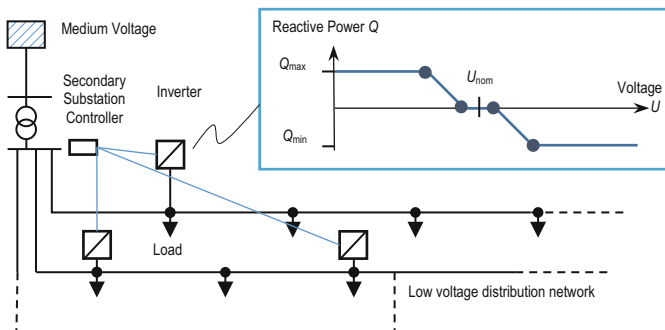 Medium Voltage
Secondary
Substation
Controller
Inverter
Reactive Power Q
Qmax
Unom
Voltage
U
Qmin
Load
Low voltage distribution network